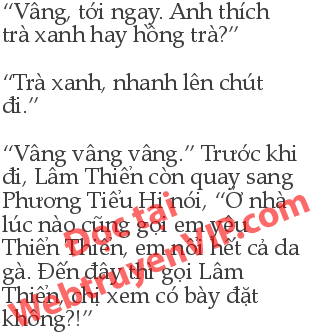 “Vâng, tới ngay. Anh thích
trà xanh hay hồng trà?”
“Trà xanh, nhanh lên chút
đi.”
“Vâng vâng vâng.” Trước khi
đi, Lâm Thiển còn quay sang
Phương Tiểu Hi nói, “Ở nhà
lúc nào cũng gọi em yêu
Thiển Thiển, em nổi hết cả da
gà. Đến đây thì gọi Lâm
Thiển, chị xem có bày đặt
không?!”
Đọc tại
WebtruyenVIP.com